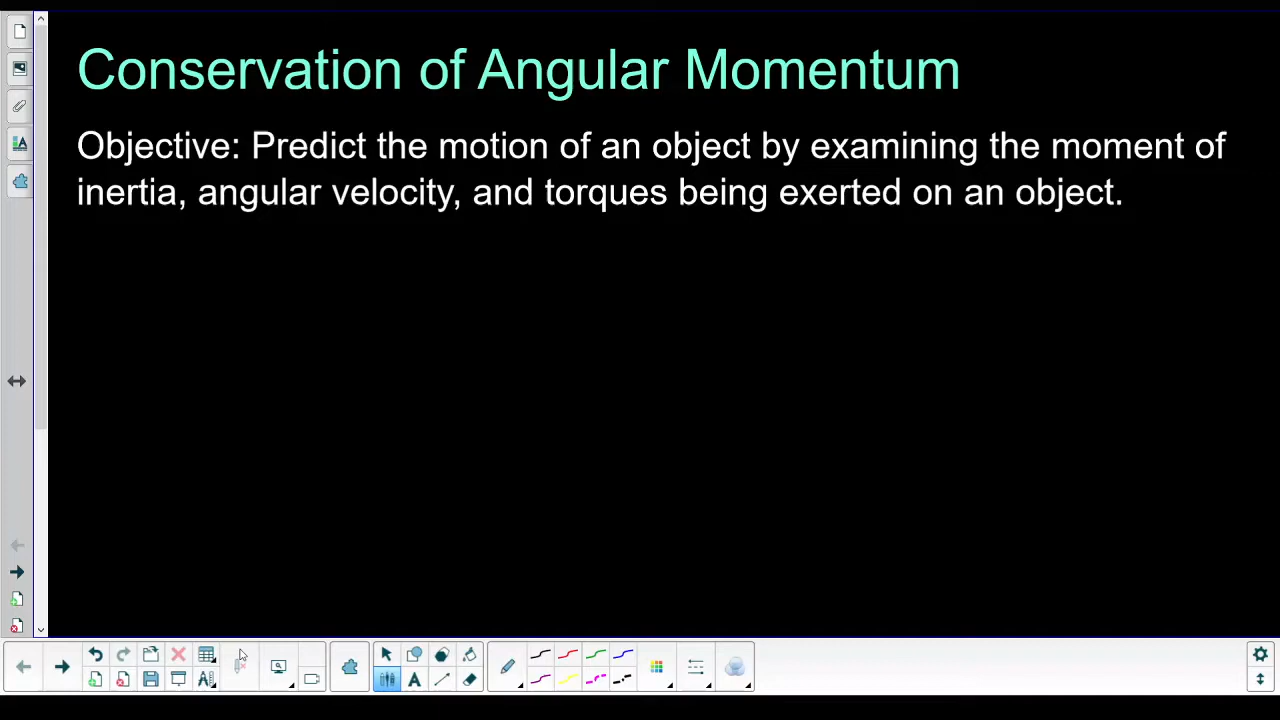 Conservation of Angular Momentum
Objective: Predict the motion of an object by examining the moment of
inertia, angular velocity, and torques being exerted on an object.